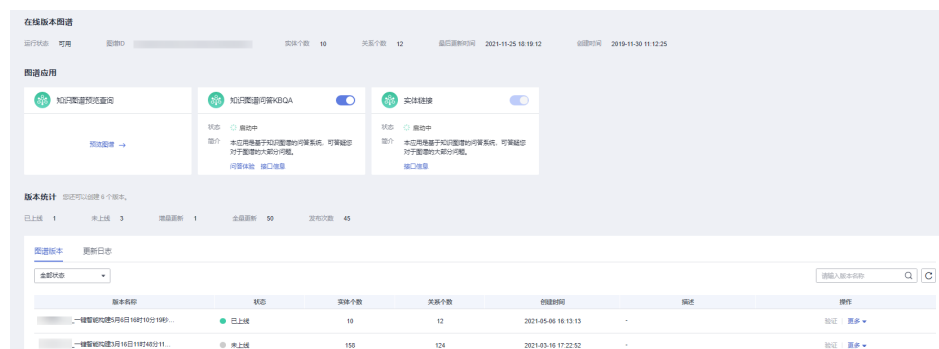 在线版本图谱
运行状态 可用 图谱ID 实体个数 10 关系个数 12 最后更新时间 2021-11-25 18:19:12 创建时间 2019-11-30 11:12:25
图谱应用
知识图谱预览查询 知识图谱问答KBQA 实体链接
状态 启动中 状态 启动中
简介 本应用是基于知识图谱的问答系统，可答疑您 简介 本应用是基于知识图谱的问答系统，可答疑您
预览图谱 → 对于图谱的大部分问题。 对于图谱的大部分问题。
问答体验 接口信息 接口信息
版本统计 您还可以创建 6 个版本。
已上线 1 未上线 3 增量更新 1 全量更新 50 发布次数 45
图谱版本 更新日志
全部状态 请输入版本名称
版本名称 状态 实体个数 关系个数 创建时间 描述 操作
_一键智能构建5月6日16时10分19秒... 已上线 10 12 2021-05-06 16:13:13 - 验证 更多
_一键智能构建3月16日11时48分11... 未上线 158 124 2021-03-16 17:22:52 - 验证 更多